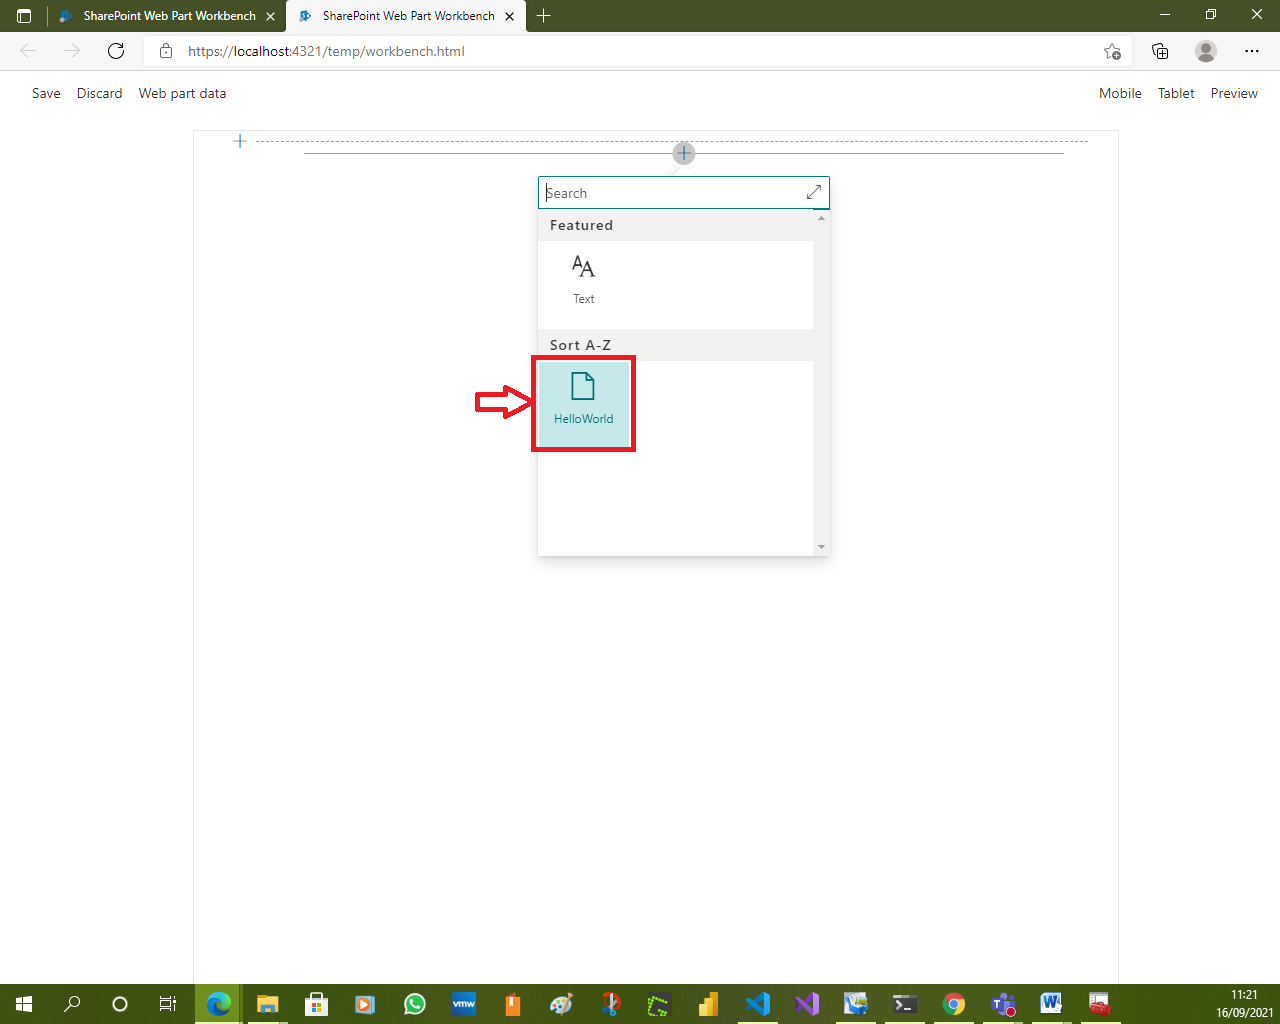 SharePoint Web Part Workbench
SharePoint Web Part Workbench
https://localhost:4321/temp/workbench.html
Save Discard Web part data
Mobile Tablet Preview
Search
Featured
AA
Text
Sort A-Z
HelloWorld
vmw
W
11:21
16/09/2021